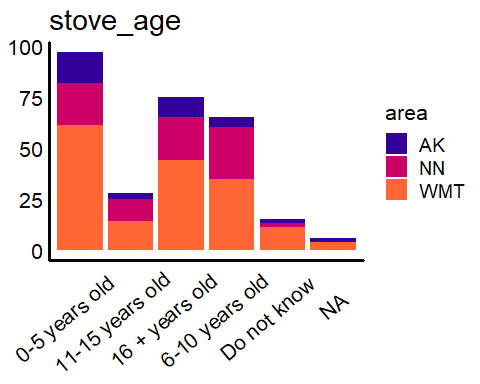 stove_age
100
75
50
25
0
0-5 years old
11-15 years old
16 + years old
6-10 years old
Do not know
NA
area
AK
NN
WMT